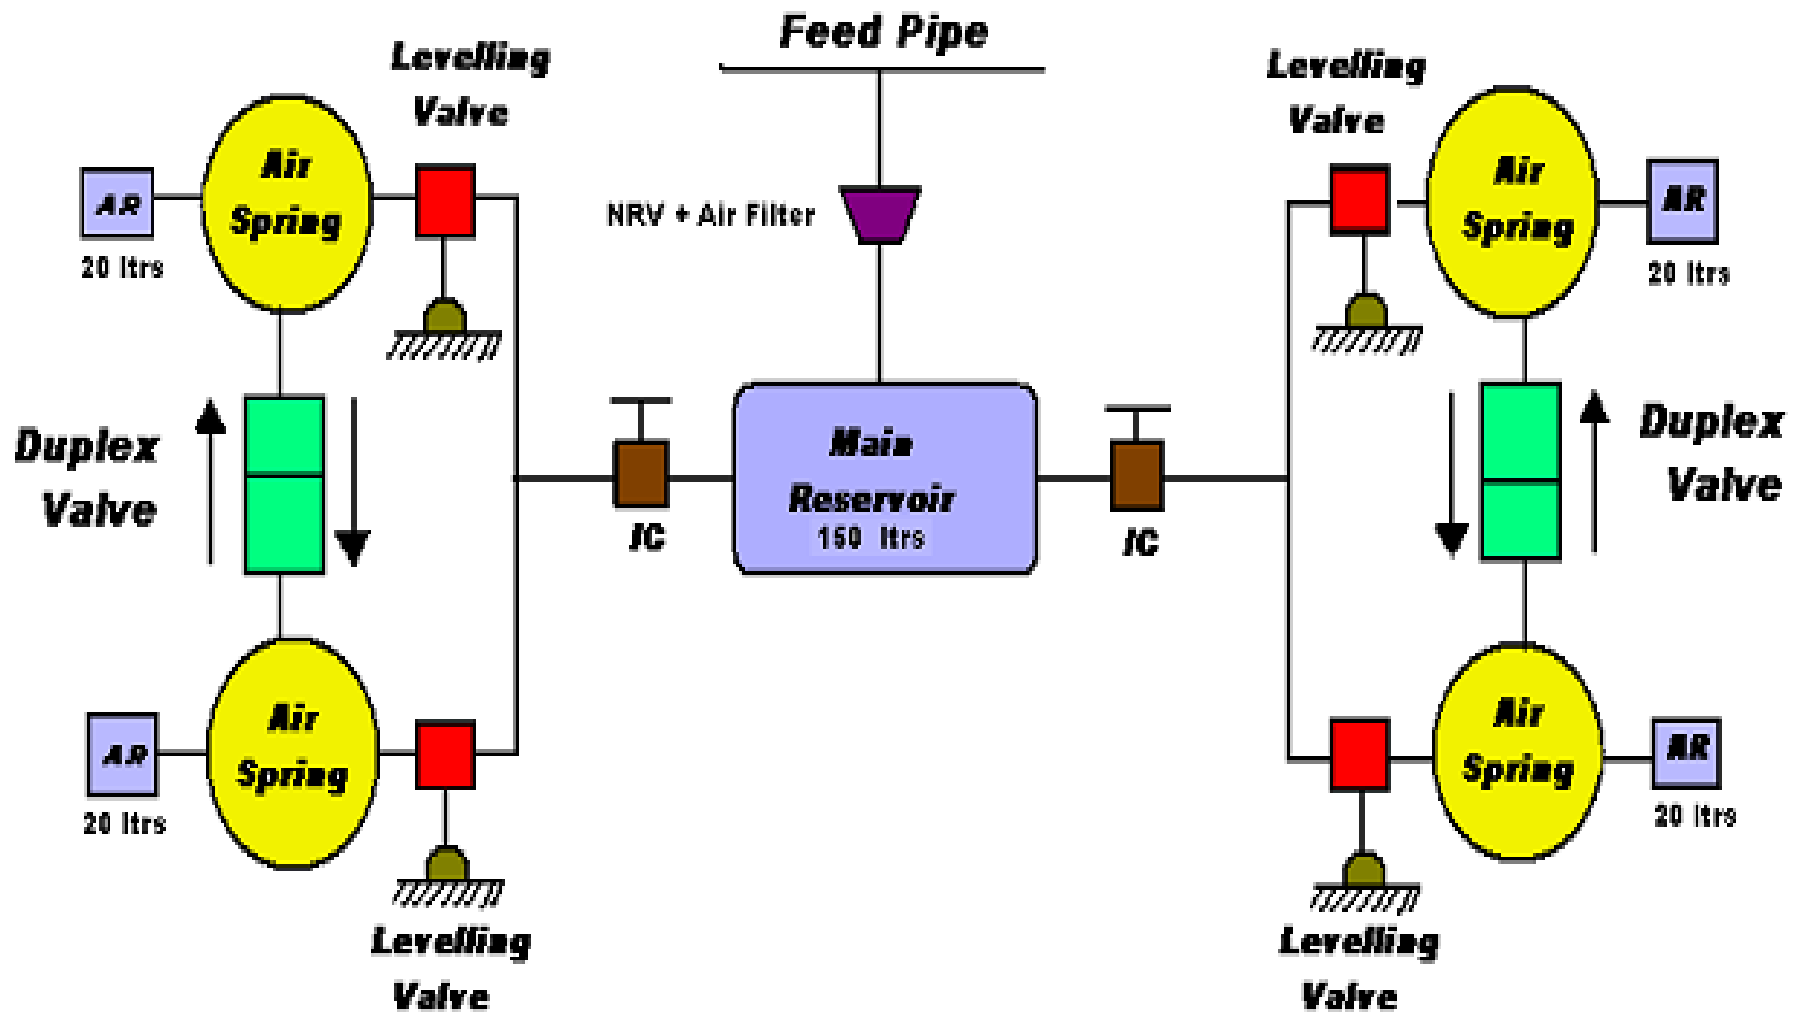 Feed Pipe
Levelling
Valve
Levelling
Valve
Air
Spring
AR
20 ltrs
NRV + Air Filter
Air
Spring
AR
20 ltrs
Duplex
Valve
Main
Reservoir
150 ltrs
IC
IC
Duplex
Valve
Air
Spring
AR
20 ltrs
Air
Spring
AR
20 ltrs
Levelling
Valve
Levelling
Valve